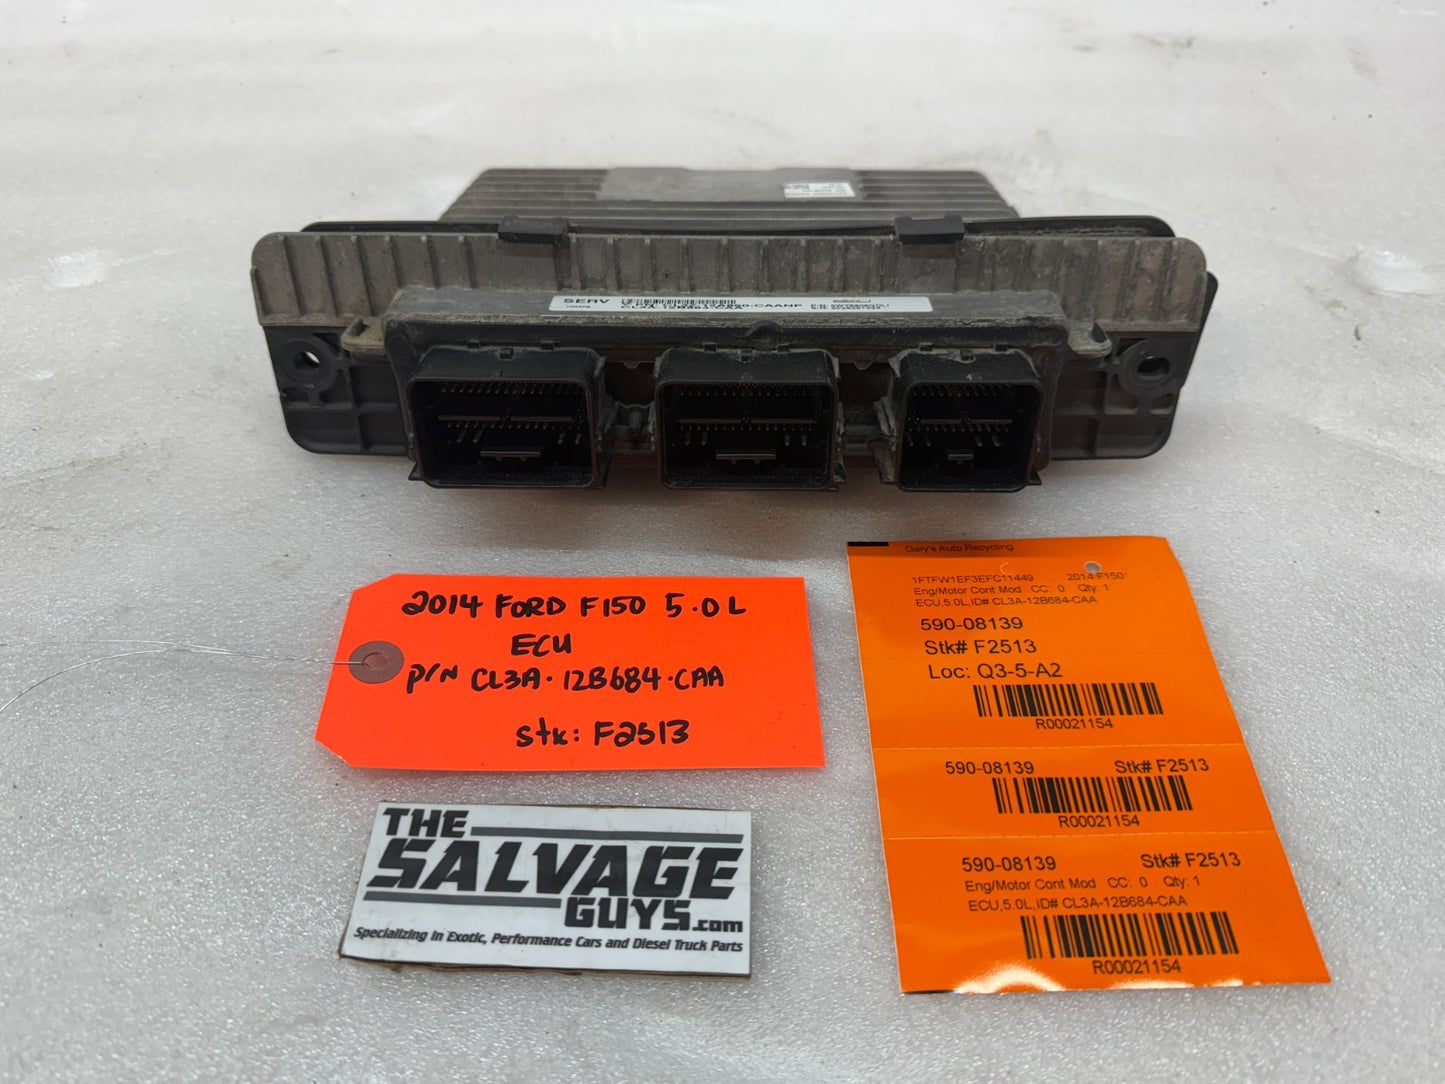 SERV
CL3A-12B684-CAA
2014 FORD F150 5.0L
ECU
P/N CL3A-12B684-CAA
Stk: F2513
THE
SALVAGE
GUYS.com
Specializing in Exotic, Performance Cars and Diesel Truck Parts
Gary's Auto Recycling
1FTFW1EF3EFC11449 2014 F150
Eng/Motor Cont Mod CC: 0 Qty: 1
ECU,5.0L,ID# CL3A-12B684-CAA
590-08139
Stk# F2513
Loc: Q3-5-A2
R00021154
590-08139 Stk# F2513
R00021154
590-08139 Stk# F2513
Eng/Motor Cont Mod CC: 0 Qty: 1
ECU,5.0L,ID# CL3A-12B684-CAA
R00021154